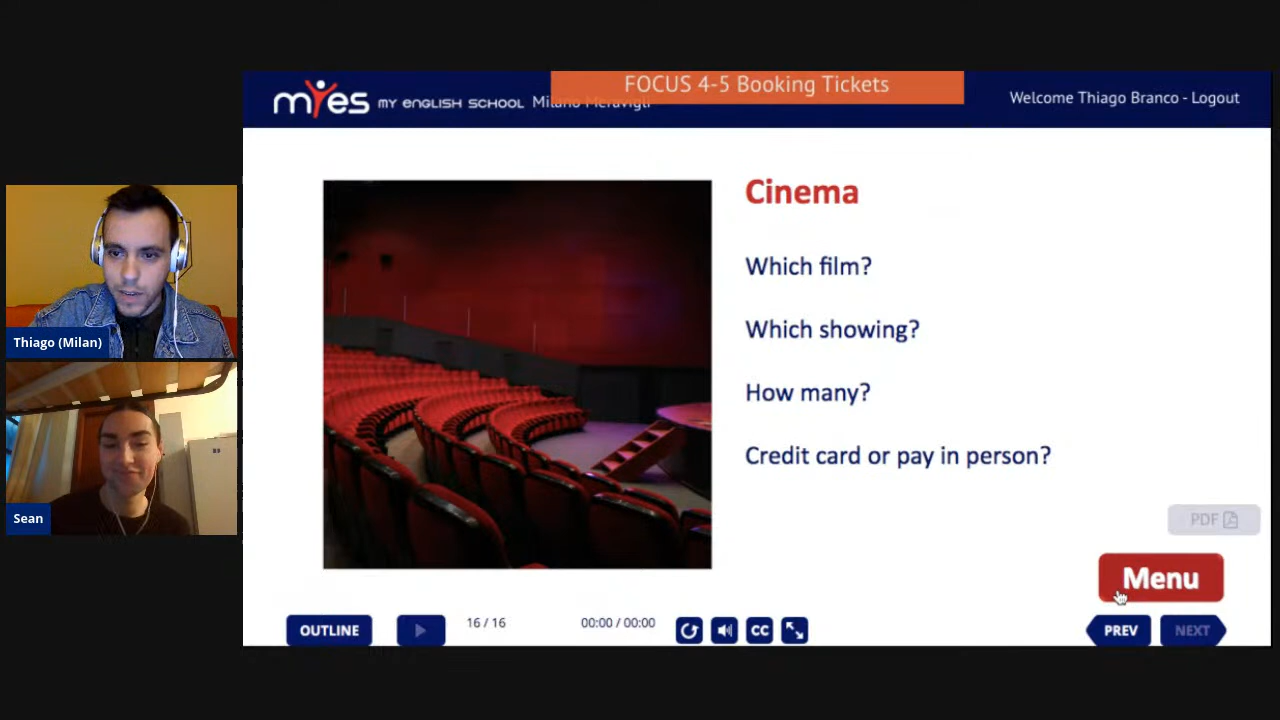 FOCUS 4-5 Booking Tickets
myes MY ENGLISH SCHOOL Milano Meravigli
Welcome Thiago Branco - Logout
Cinema
Which film?
Which showing?
How many?
Credit card or pay in person?
Thiago (Milan)
Sean
PDF
Menu
OUTLINE
16 / 16
00:00 / 00:00
CC
PREV
NEXT